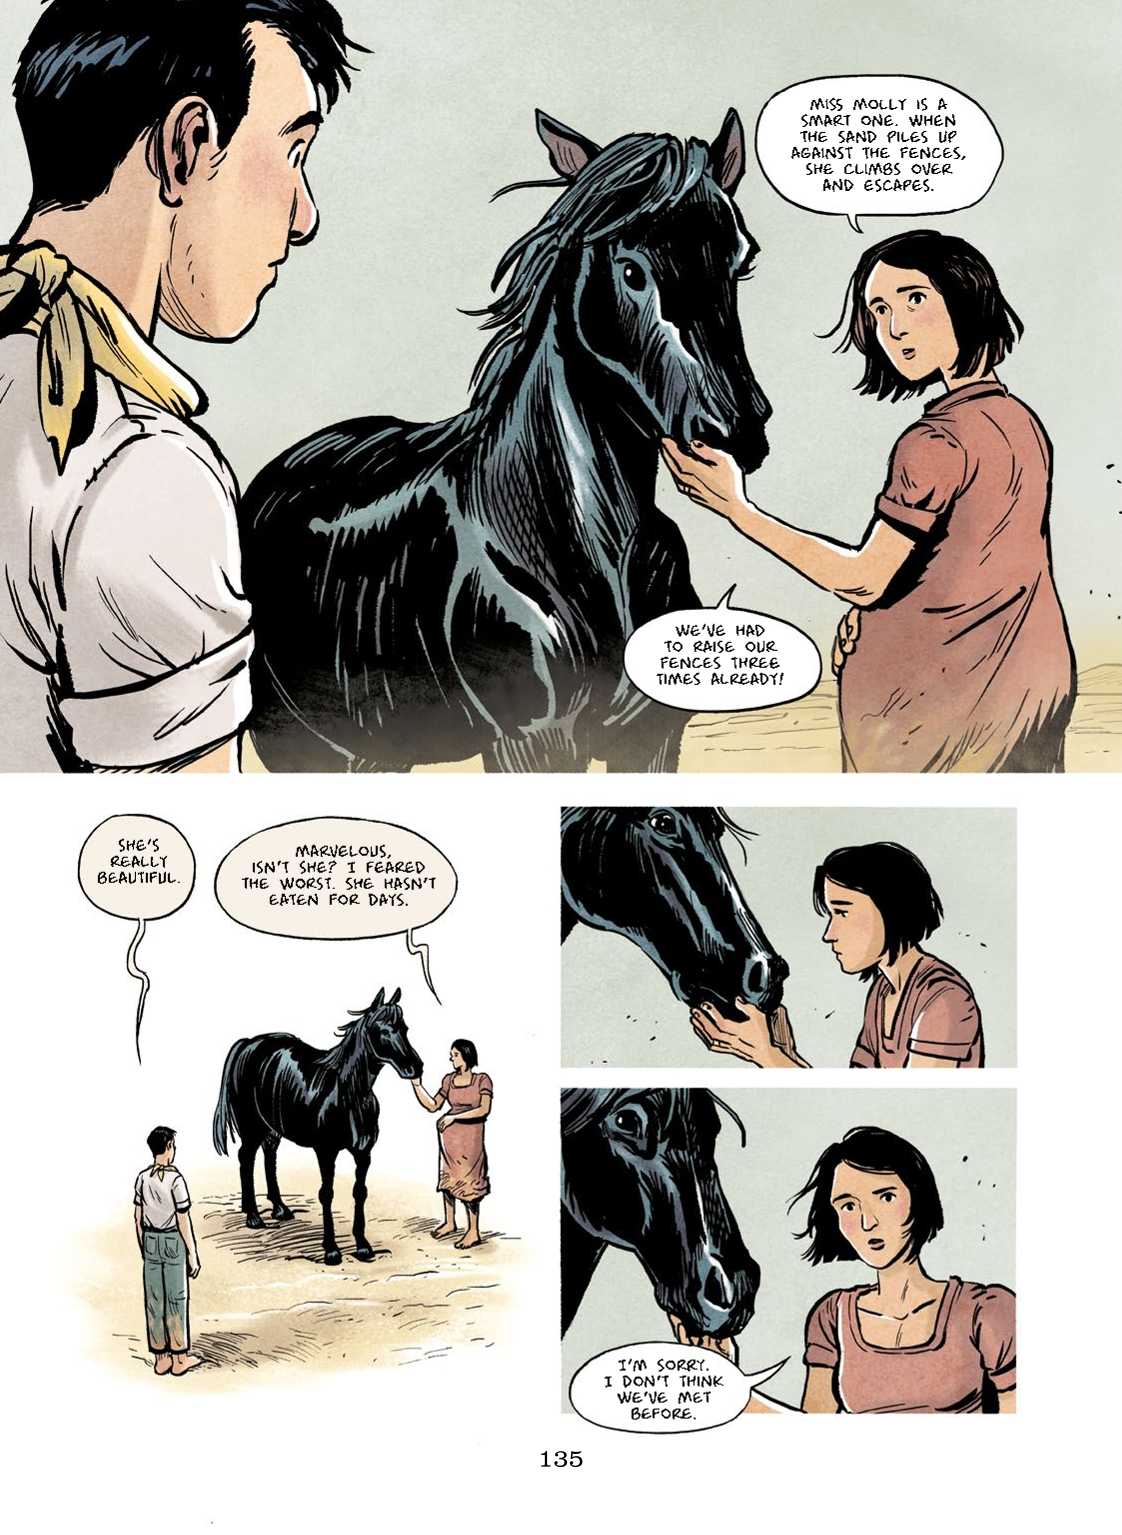 MISS MOLLY IS A
SMART ONE. WHEN
THE SAND PILES UP
AGAINST THE FENCES,
SHE CLIMBS OVER
AND ESCAPES.
WE'VE HAD
TO RAISE OUR
FENCES THREE
TIMES ALREADY!
SHE'S
REALLY
BEAUTIFUL.
MARVELOUS,
ISN'T SHE? I FEARED
THE WORST. SHE HASN'T
EATEN FOR DAYS.
I'M SORRY.
I DON'T THINK
WE'VE MET
BEFORE.
135